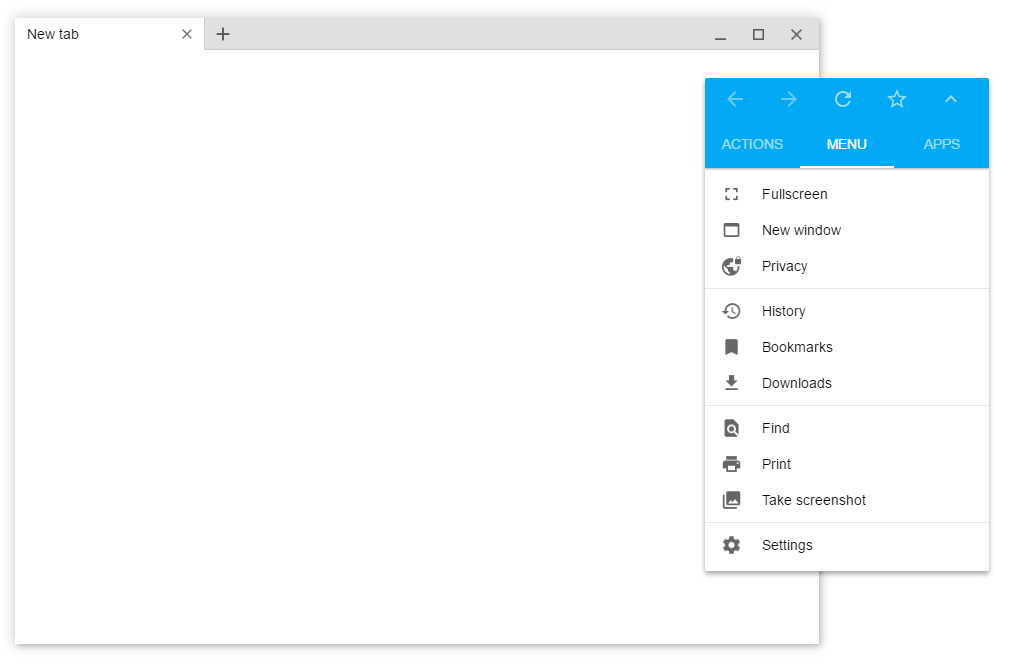 New tab
ACTIONS MENU APPS
Fullscreen
New window
Privacy
History
Bookmarks
Downloads
Find
Print
Take screenshot
Settings